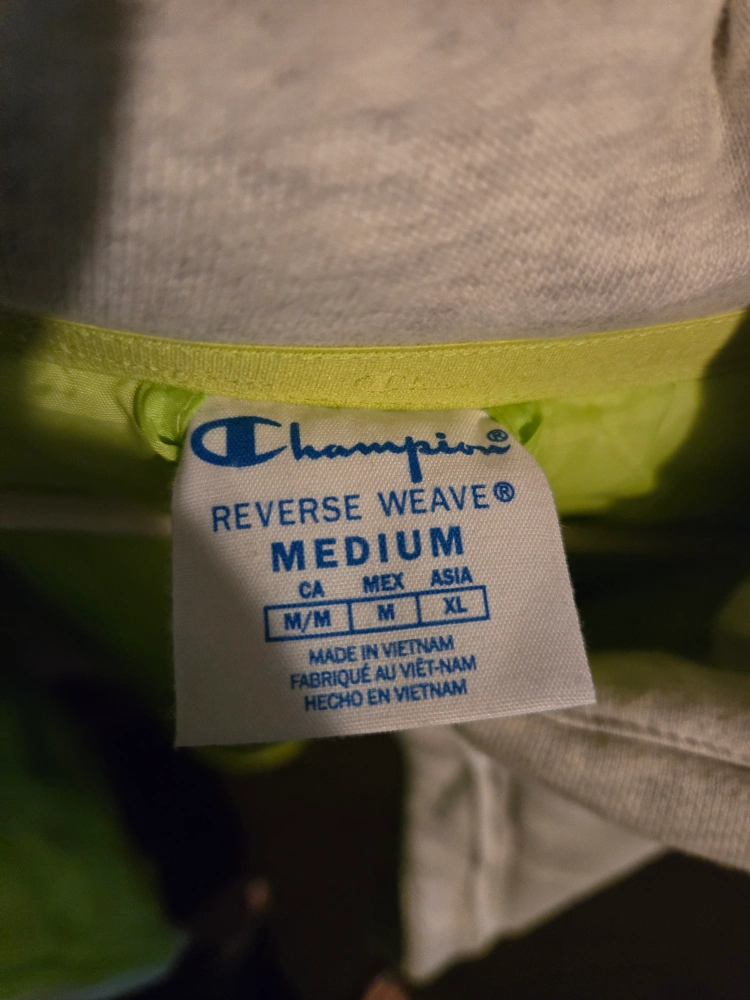 Champion®
REVERSE WEAVE®
MEDIUM
CA MEX ASIA
M/M M XL
MADE IN VIETNAM
FABRIQUÉ AU VIÊT-NAM
HECHO EN VIETNAM